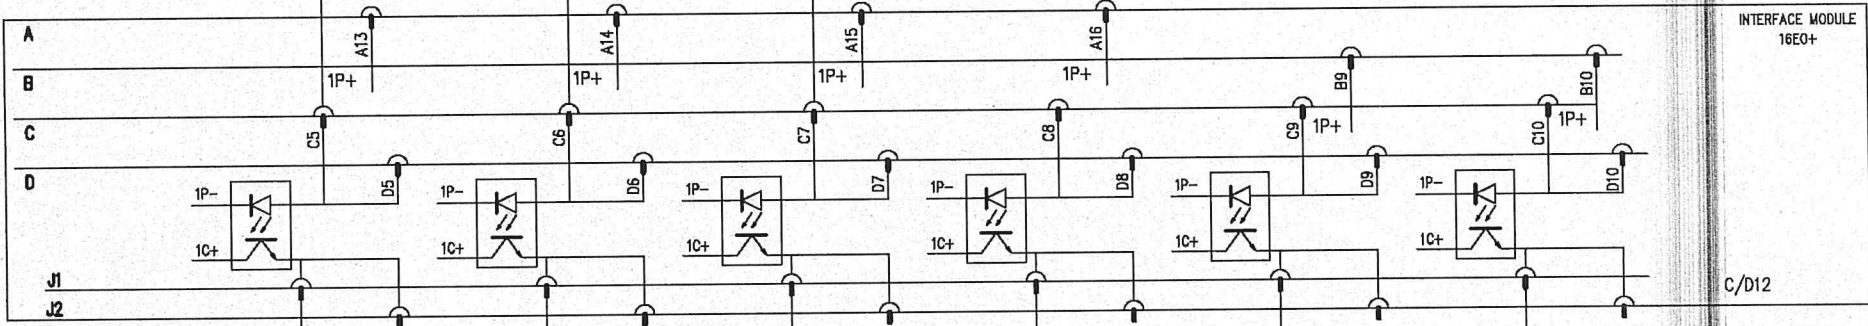 A
A13
A14
A15
A16
INTERFACE MODULE
16EO+
B
1P+
1P+
1P+
1P+
B9
B10
C
C5
C6
C7
C8
C9
1P+
C10
1P+
D
D5
D6
D7
D8
D9
D10
1P-
1P-
1P-
1P-
1P-
1P-
1C+
1C+
1C+
1C+
1C+
1C+
J1
C/D12
J2